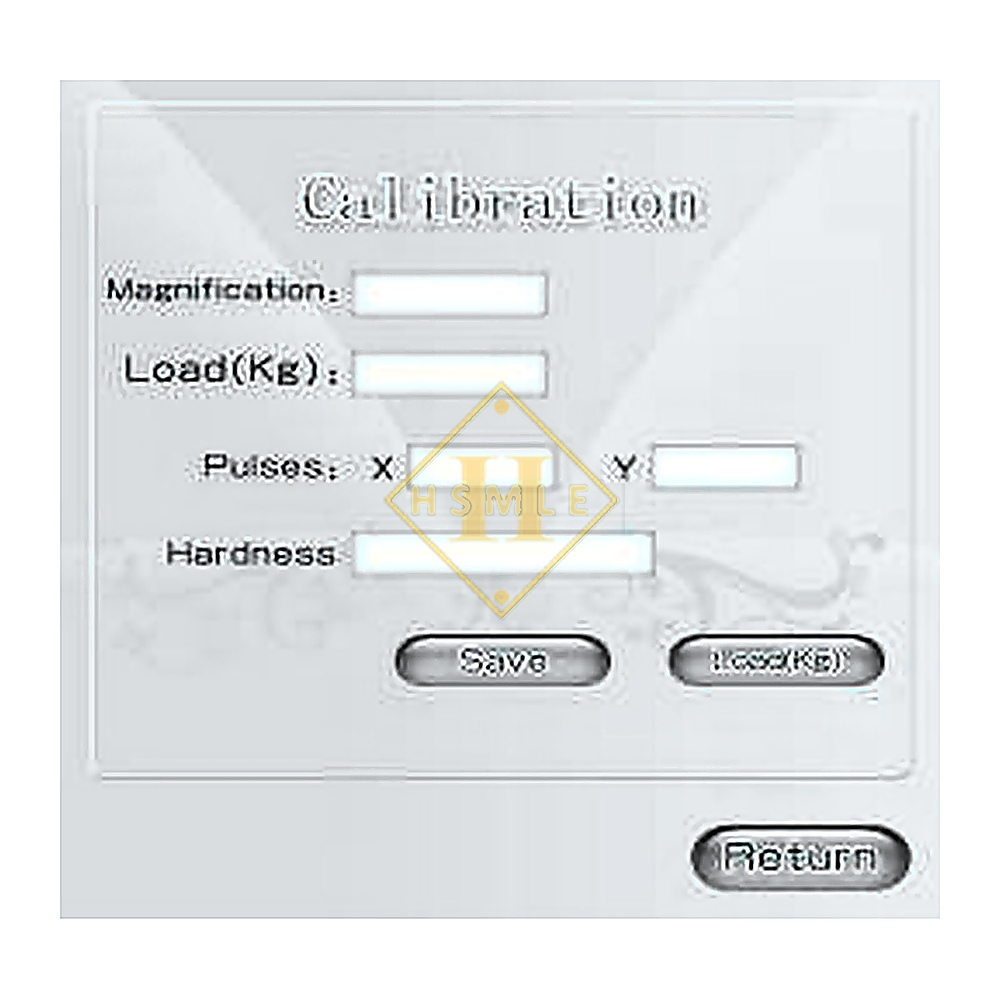 Calibration
Magnification:
Load(Kg):
Pulses: X Y
H
HSMLE
Hardness
Save Load(Kg)
Return